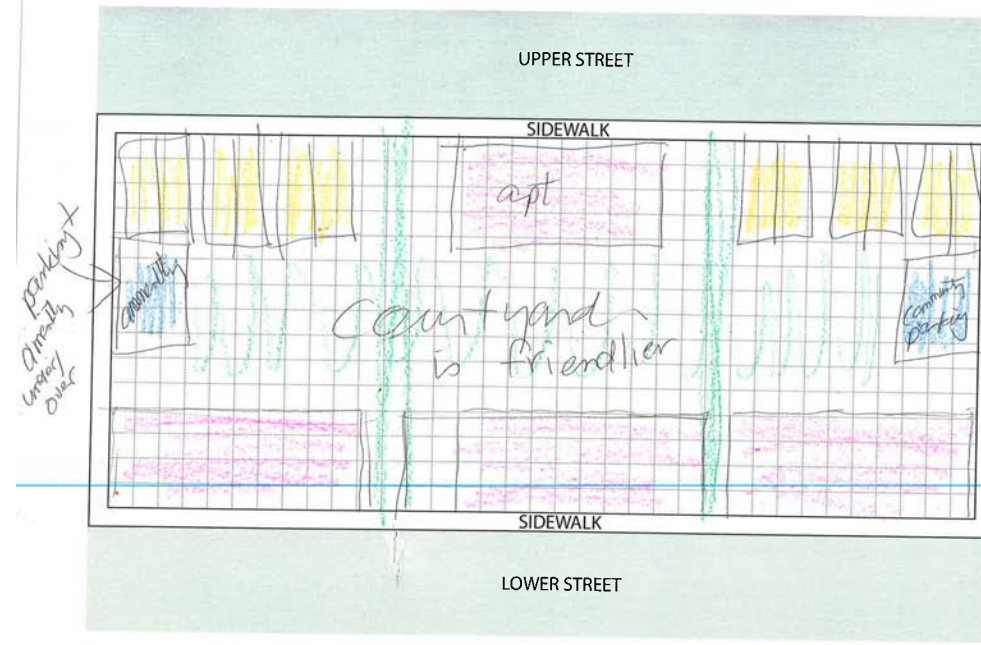 UPPER STREET
SIDEWALK
apt
parking +
amenity
under/
over
amenity
community
parking
Courtyard
is friendlier
SIDEWALK
LOWER STREET